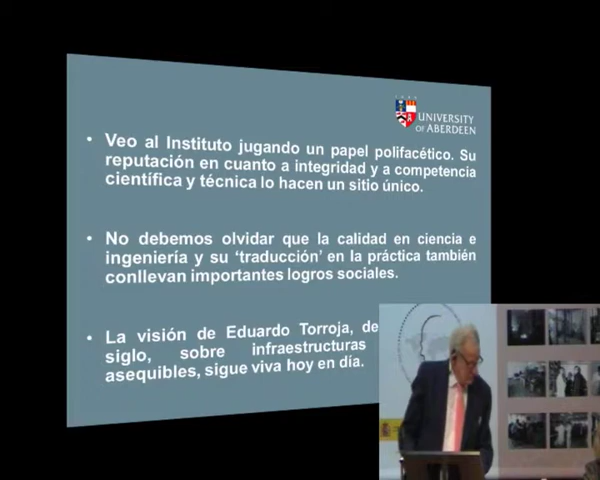 UNIVERSITY
OF ABERDEEN
• Veo al Instituto jugando un papel polifacético. Su
reputación en cuanto a integridad y a competencia
científica y técnica lo hacen un sitio único.
• No debemos olvidar que la calidad en ciencia e
ingeniería y su ‘traducción’ en la práctica también
conllevan importantes logros sociales.
• La visión de Eduardo Torroja, de
siglo, sobre infraestructuras
asequibles, sigue viva hoy en día.